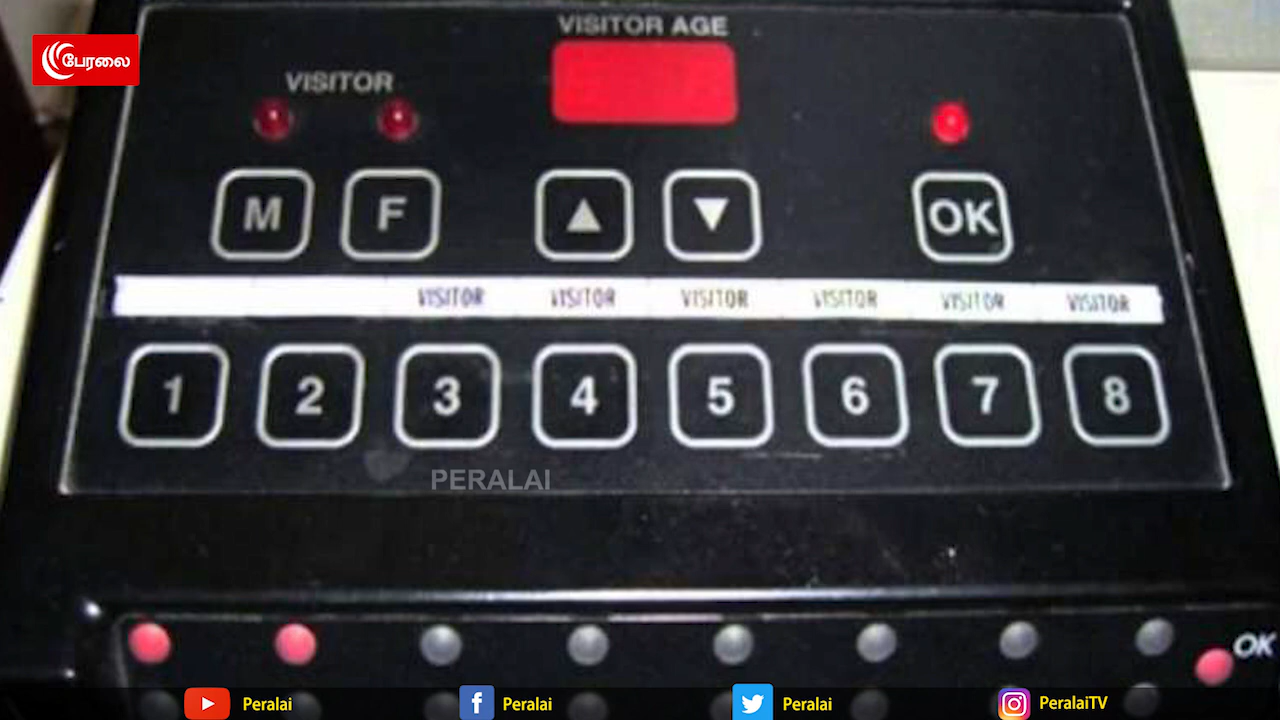 VISITOR AGE
பேரலை
VISITOR
M F ▲ ▼ OK
VISITOR VISITOR VISITOR VISITOR VISITOR VISITOR
1 2 3 4 5 6 7 8
PERALAI
OK
Peralai Peralai Peralai PeralaiTV